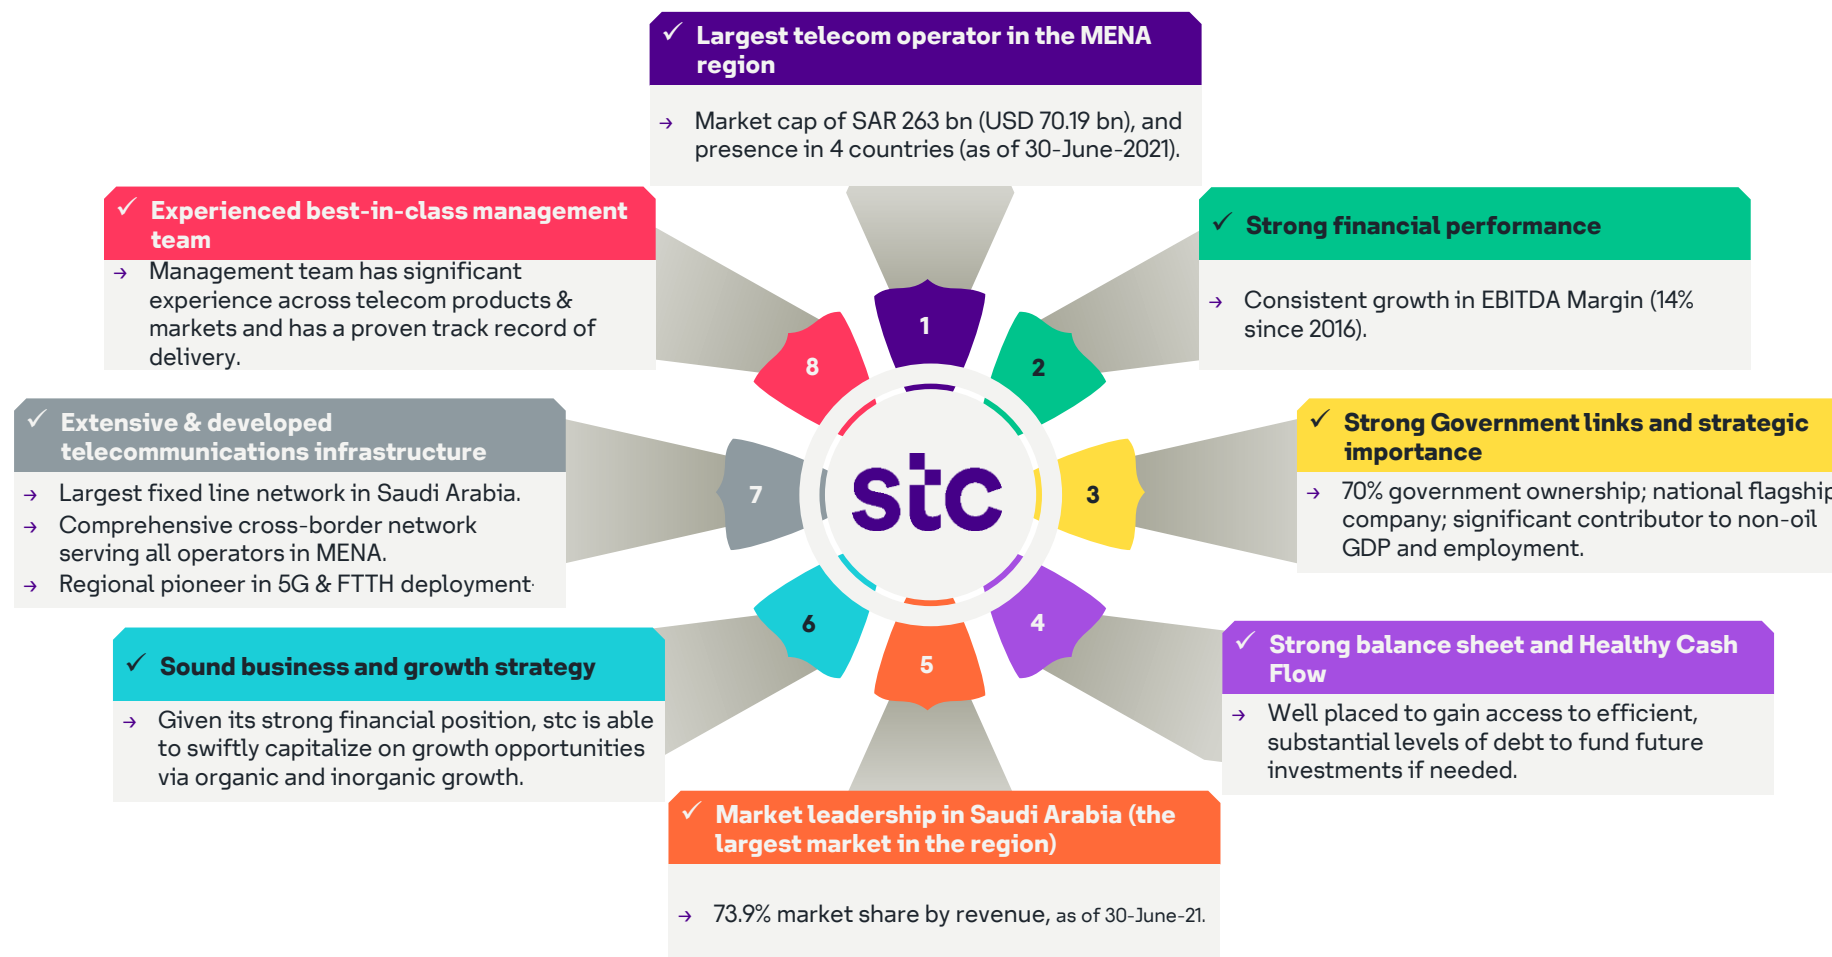 ✓ Largest telecom operator in the MENA
region
→ Market cap of SAR 263 bn (USD 70.19 bn), and
presence in 4 countries (as of 30-June-2021).
✓ Strong financial performance
→ Consistent growth in EBITDA Margin (14%
since 2016).
✓ Strong Government links and strategic
importance
→ 70% government ownership; national flagship
company; significant contributor to non-oil
GDP and employment.
✓ Strong balance sheet and Healthy Cash
Flow
→ Well placed to gain access to efficient,
substantial levels of debt to fund future
investments if needed.
✓ Market leadership in Saudi Arabia (the
largest market in the region)
→ 73.9% market share by revenue, as of 30-June-21.
✓ Sound business and growth strategy
→ Given its strong financial position, stc is able
to swiftly capitalize on growth opportunities
via organic and inorganic growth.
✓ Extensive & developed
telecommunications infrastructure
→ Largest fixed line network in Saudi Arabia.
→ Comprehensive cross-border network
serving all operators in MENA.
→ Regional pioneer in 5G & FTTH deployment.
✓ Experienced best-in-class management
team
→ Management team has significant
experience across telecom products &
markets and has a proven track record of
delivery.
1
2
3
4
5
6
7
8
stc